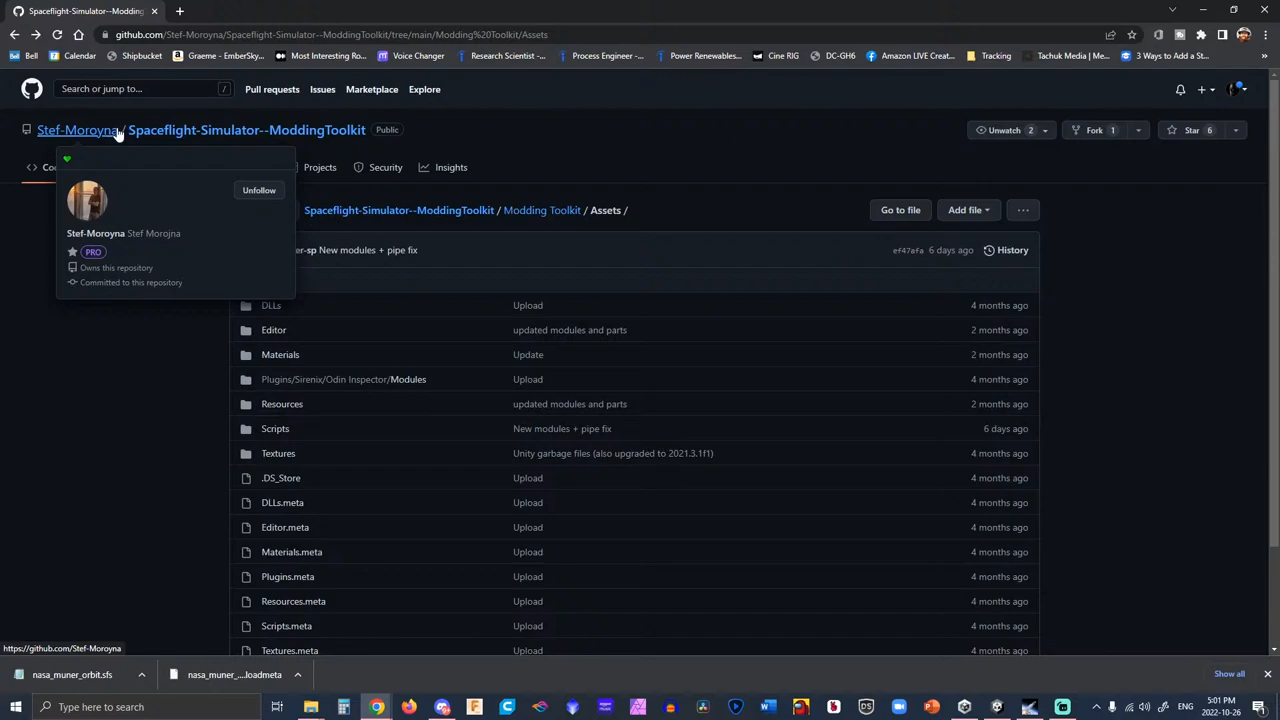 Spaceflight-Simulator--Modding
github.com/Stef-Moroyna/Spaceflight-Simulator--ModdingToolkit/tree/main/Modding%20Toolkit/Assets
Bell
Calendar
Shipbucket
Graeme - EmberSky...
Most Interesting Ro...
Voice Changer
Research Scientist -...
Process Engineer -...
Power Renewables...
Cine RIG
DC-GH6
Amazon LIVE Creat...
Tracking
Tachuk Media | Me...
3 Ways to Add a St...
Search or jump to...
/
Pull requests
Issues
Marketplace
Explore
Stef-Moroyna / Spaceflight-Simulator--ModdingToolkit Public
Unwatch 2
Fork 1
Star 6
<> Co
Projects
Security
Insights
Unfollow
Stef-Moroyna Stef Morojna
PRO
Owns this repository
Committed to this repository
Spaceflight-Simulator--ModdingToolkit / Modding Toolkit / Assets /
Go to file
Add file
...
er-sp New modules + pipe fix
ef47afa 6 days ago
History
DLLs Upload 4 months ago
Editor updated modules and parts 2 months ago
Materials Update 2 months ago
Plugins/Sirenix/Odin Inspector/Modules Upload 4 months ago
Resources updated modules and parts 2 months ago
Scripts New modules + pipe fix 6 days ago
Textures Unity garbage files (also upgraded to 2021.3.1f1) 4 months ago
.DS_Store Upload 4 months ago
DLLs.meta Upload 4 months ago
Editor.meta Upload 4 months ago
Materials.meta Upload 4 months ago
Plugins.meta Upload 4 months ago
Resources.meta Upload 4 months ago
Scripts.meta Upload 4 months ago
Textures.meta Upload 4 months ago
https://github.com/Stef-Moroyna
nasa_muner_orbit.sfs
nasa_muner_....loadmeta
Show all
Type here to search
ENG
5:01 PM
2022-10-26